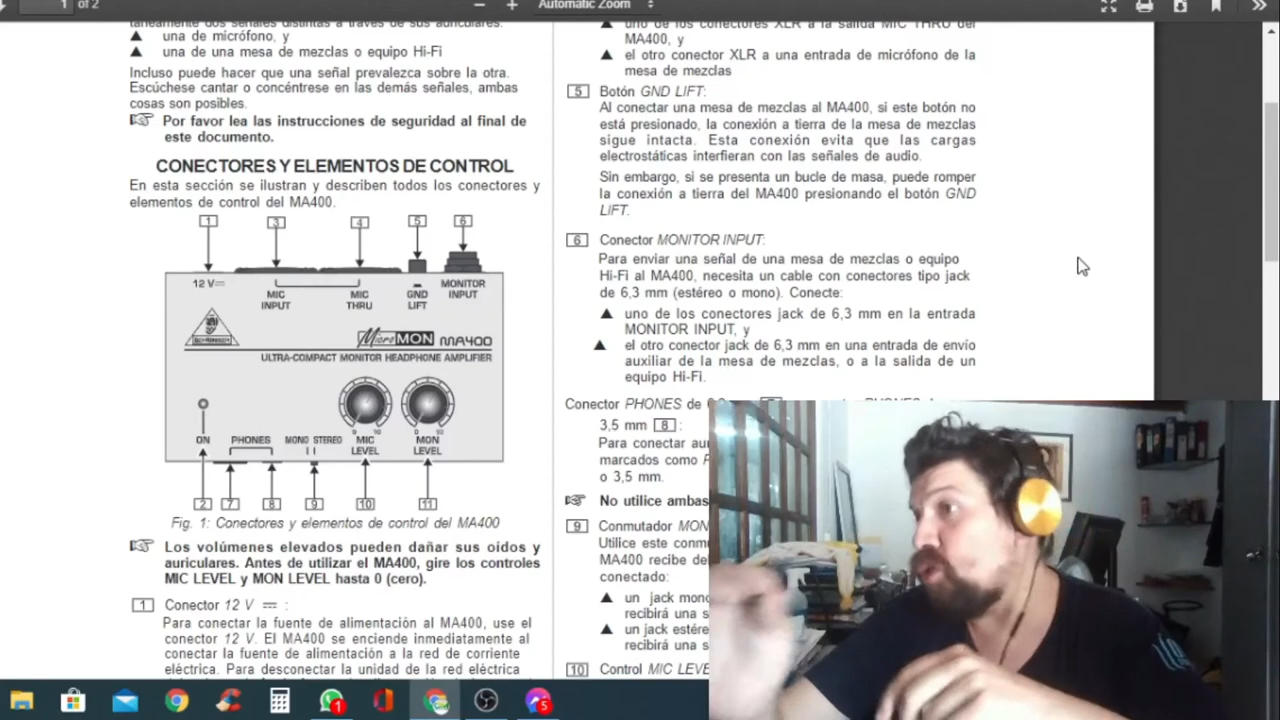 1 of 2
Automatic Zoom
táneamente dos señales distintas a través de sus auriculares:
▲ una de micrófono, y
▲ una de una mesa de mezclas o equipo Hi-Fi
Incluso puede hacer que una señal prevalezca sobre la otra.
Escúchese cantar o concéntrese en las demás señales, ambas
cosas son posibles.
☞ Por favor lea las instrucciones de seguridad al final de
este documento.
CONECTORES Y ELEMENTOS DE CONTROL
En esta sección se ilustran y describen todos los conectores y
elementos de control del MA400.
1 3 4 5 6
12 V
MIC INPUT
MIC THRU
GND LIFT
MONITOR INPUT
BEHRINGER
MicroMON MA400
ULTRA-COMPACT MONITOR HEADPHONE AMPLIFIER
0 10 0 10
ON PHONES MONO STEREO MIC LEVEL MON LEVEL
2 7 8 9 10 11
Fig. 1: Conectores y elementos de control del MA400
☞ Los volúmenes elevados pueden dañar sus oídos y
auriculares. Antes de utilizar el MA400, gire los controles
MIC LEVEL y MON LEVEL hasta 0 (cero).
1 Conector 12 V :
Para conectar la fuente de alimentación al MA400, use el
conector 12 V. El MA400 se enciende inmediatamente al
conectar la fuente de alimentación a la red de corriente
eléctrica. Para desconectar la unidad de la red eléctrica
▲ uno de los conectores XLR a la salida MIC THRU del
MA400, y
▲ el otro conector XLR a una entrada de micrófono de la
mesa de mezclas
5 Botón GND LIFT:
Al conectar una mesa de mezclas al MA400, si este botón no
está presionado, la conexión a tierra de la mesa de mezclas
sigue intacta. Esta conexión evita que las cargas
electrostáticas interfieran con las señales de audio.
Sin embargo, si se presenta un bucle de masa, puede romper
la conexión a tierra del MA400 presionando el botón GND
LIFT.
6 Conector MONITOR INPUT:
Para enviar una señal de una mesa de mezclas o equipo
Hi-Fi al MA400, necesita un cable con conectores tipo jack
de 6,3 mm (estéreo o mono). Conecte:
▲ uno de los conectores jack de 6,3 mm en la entrada
MONITOR INPUT, y
▲ el otro conector jack de 6,3 mm en una entrada de envío
auxiliar de la mesa de mezclas, o a la salida de un
equipo Hi-Fi.
Conector PHONES de
3,5 mm 8 :
Para conectar au
marcados como
o 3,5 mm.
☞ No utilice ambas
9 Conmutador MON
Utilice este conm
MA400 recibe del
conectado:
▲ un jack mono
recibirá una s
▲ un jack estére
recibirá una s
10 Control MIC LEVE
1
5